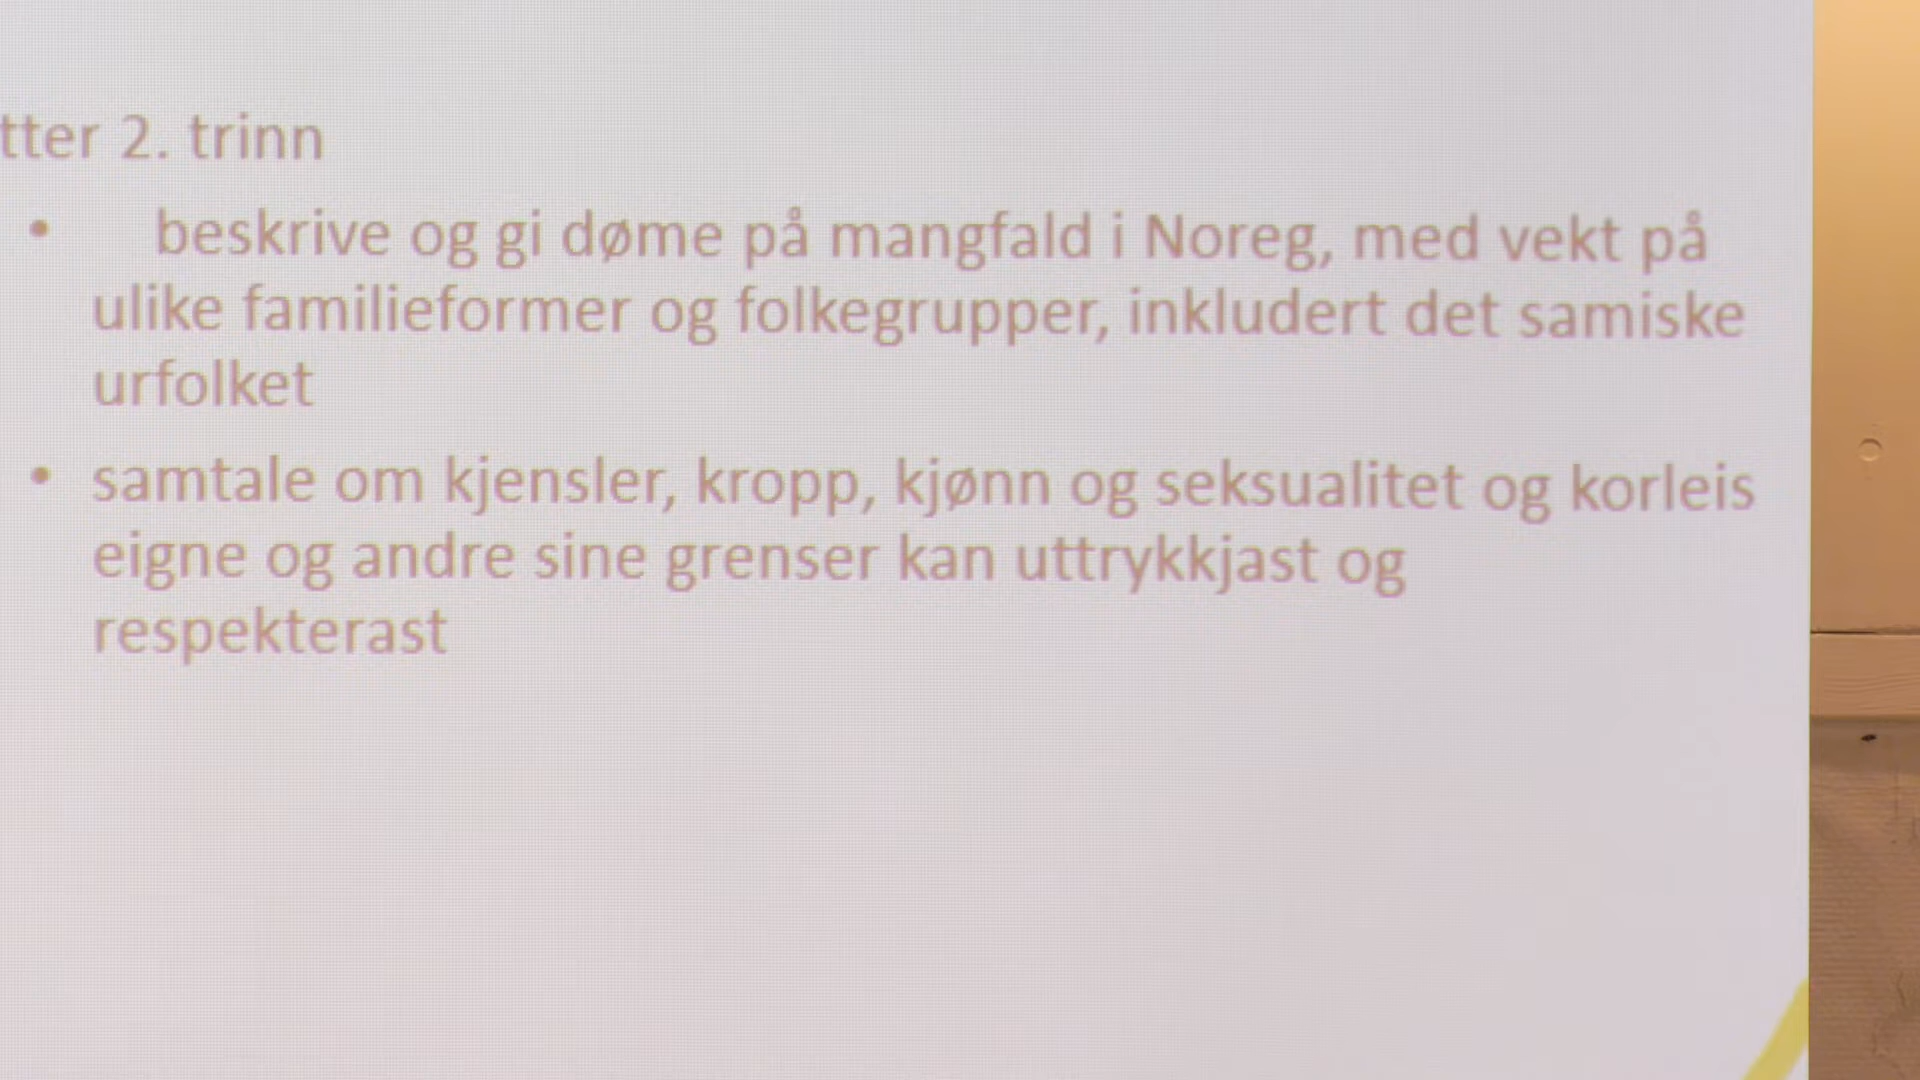 tter 2. trinn
• beskrive og gi døme på mangfald i Noreg, med vekt på
ulike familieformer og folkegrupper, inkludert det samiske
urfolket
• samtale om kjensler, kropp, kjønn og seksualitet og korleis
eigne og andre sine grenser kan uttrykkjast og
respekterast